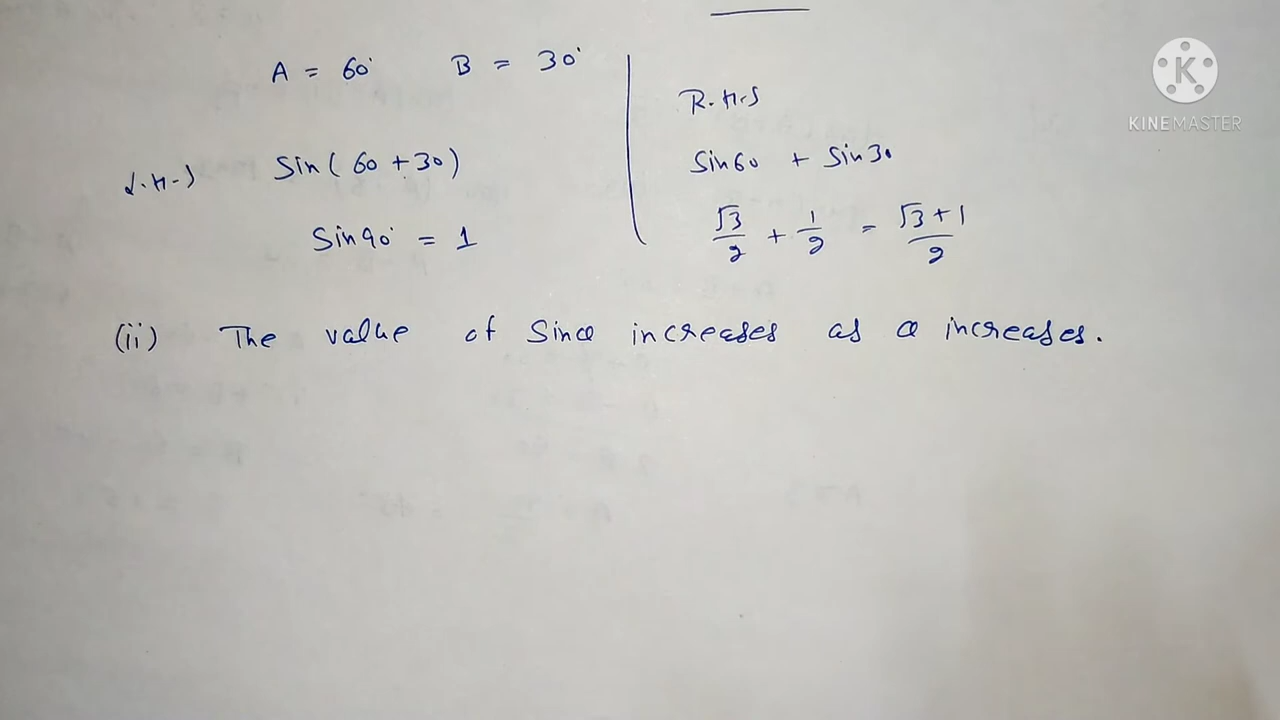 A = 60° B = 30°
L.H.S Sin( 60 + 30)
Sin90° = 1
R.H.S
Sin60 + Sin30
√3/2 + 1/2 = √3+1/2
(ii) The value of Sinθ increases as θ increases.
KINEMASTER